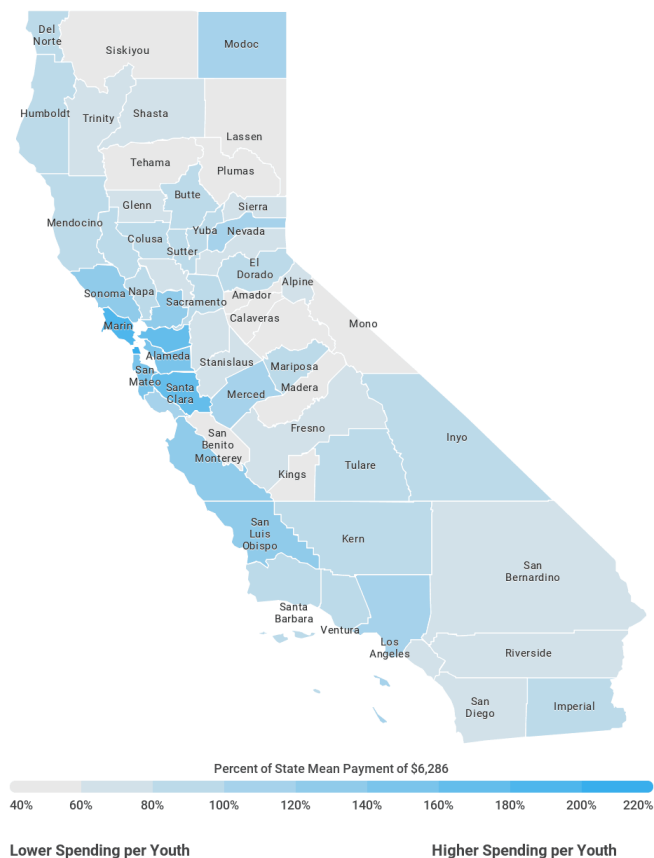 Del
Norte
Siskiyou
Modoc
Humboldt
Trinity
Shasta
Lassen
Tehama
Plumas
Butte
Glenn
Sierra
Mendocino
Yuba
Nevada
Colusa
Sutter
El
Dorado
Alpine
Sonoma
Napa
Amador
Sacramento
Calaveras
Marin
Mono
Alameda
Stanislaus
Mariposa
San
Mateo
Santa
Clara
Merced
Madera
Fresno
San
Benito
Inyo
Monterey
Tulare
Kings
San
Luis
Obispo
Kern
San
Bernardino
Santa
Barbara
Ventura
Los
Angeles
Riverside
San
Diego
Imperial
Percent of State Mean Payment of $6,286
40% 60% 80% 100% 120% 140% 160% 180% 200% 220%
Lower Spending per Youth Higher Spending per Youth